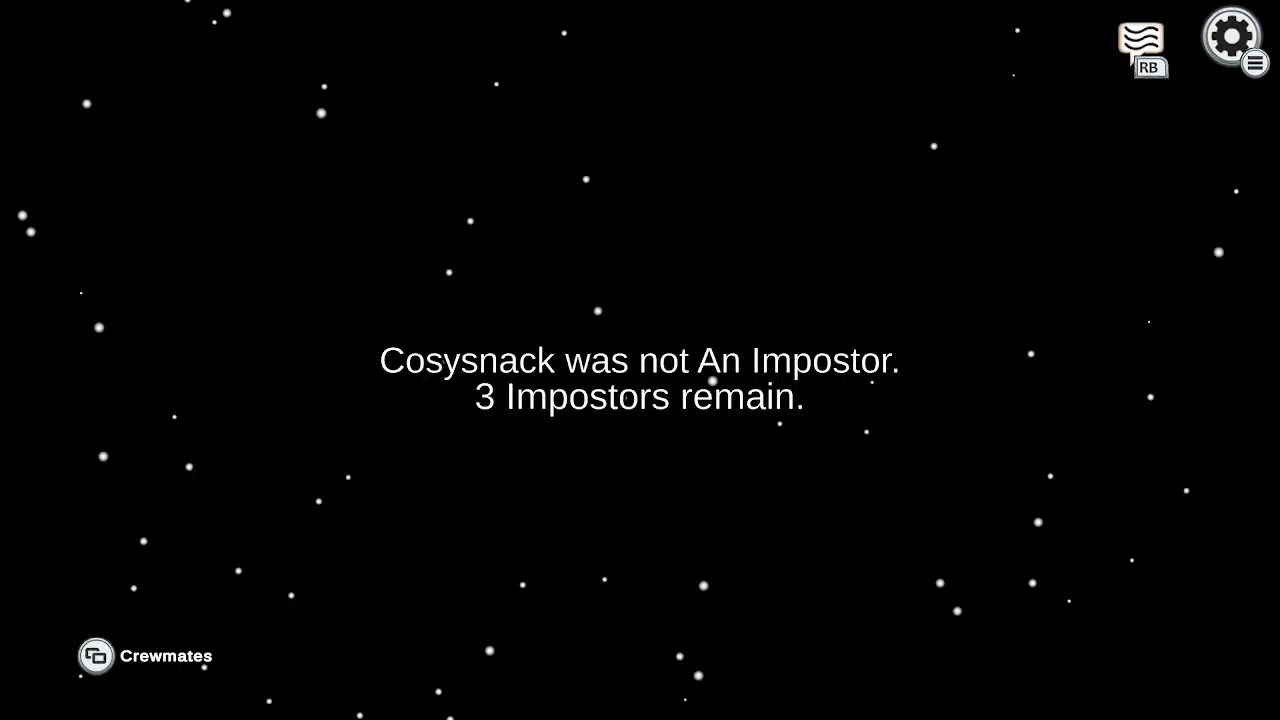 RB
Cosysnack was not An Impostor.
3 Impostors remain.
Crewmates